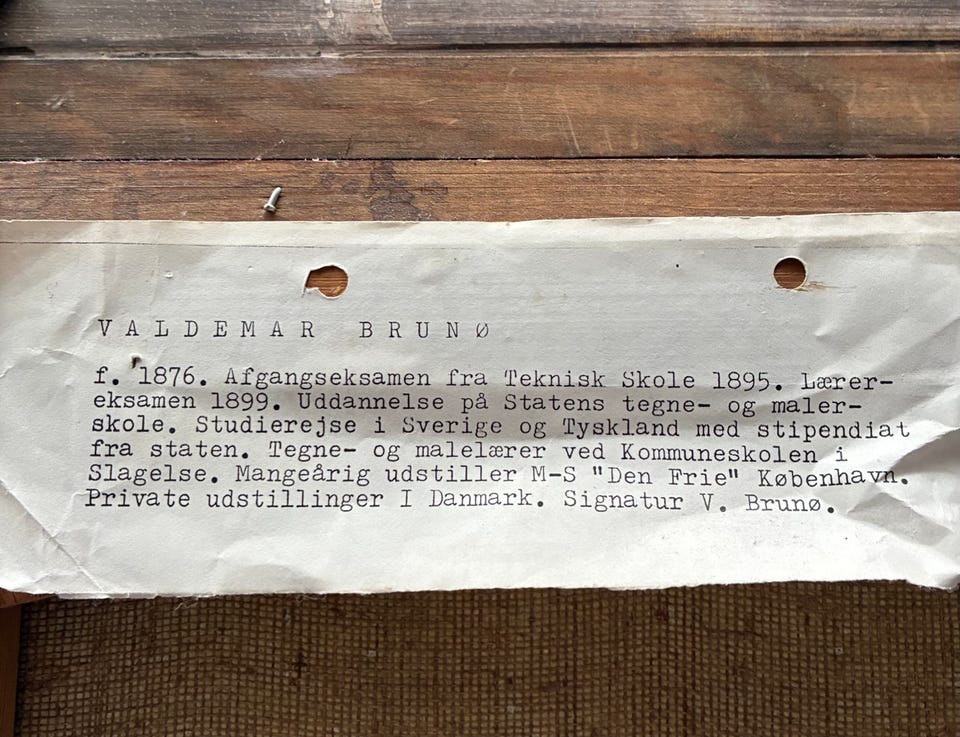 VALDEMAR BRUNØ
f. 1876. Afgangseksamen fra Teknisk Skole 1895. Lærer-
eksamen 1899. Uddannelse på Statens tegne- og maler-
skole. Studierejse i Sverige og Tyskland med stipendiat
fra staten. Tegne- og malelærer ved Kommuneskolen i
Slagelse. Mangeårig udstiller M-S "Den Frie" København.
Private udstillinger I Danmark. Signatur V. Brunø.